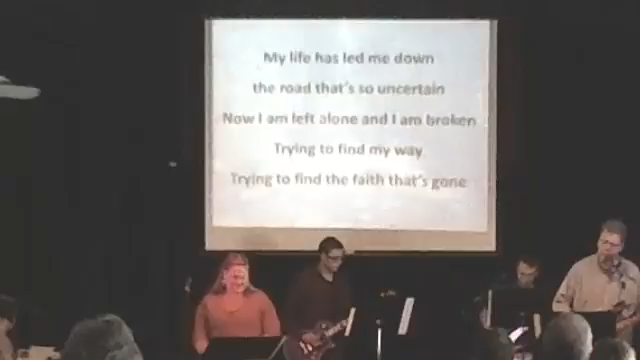 My life has led me down
the road that's so uncertain
Now I am left alone and I am broken
Trying to find my way
Trying to find the faith that's gone